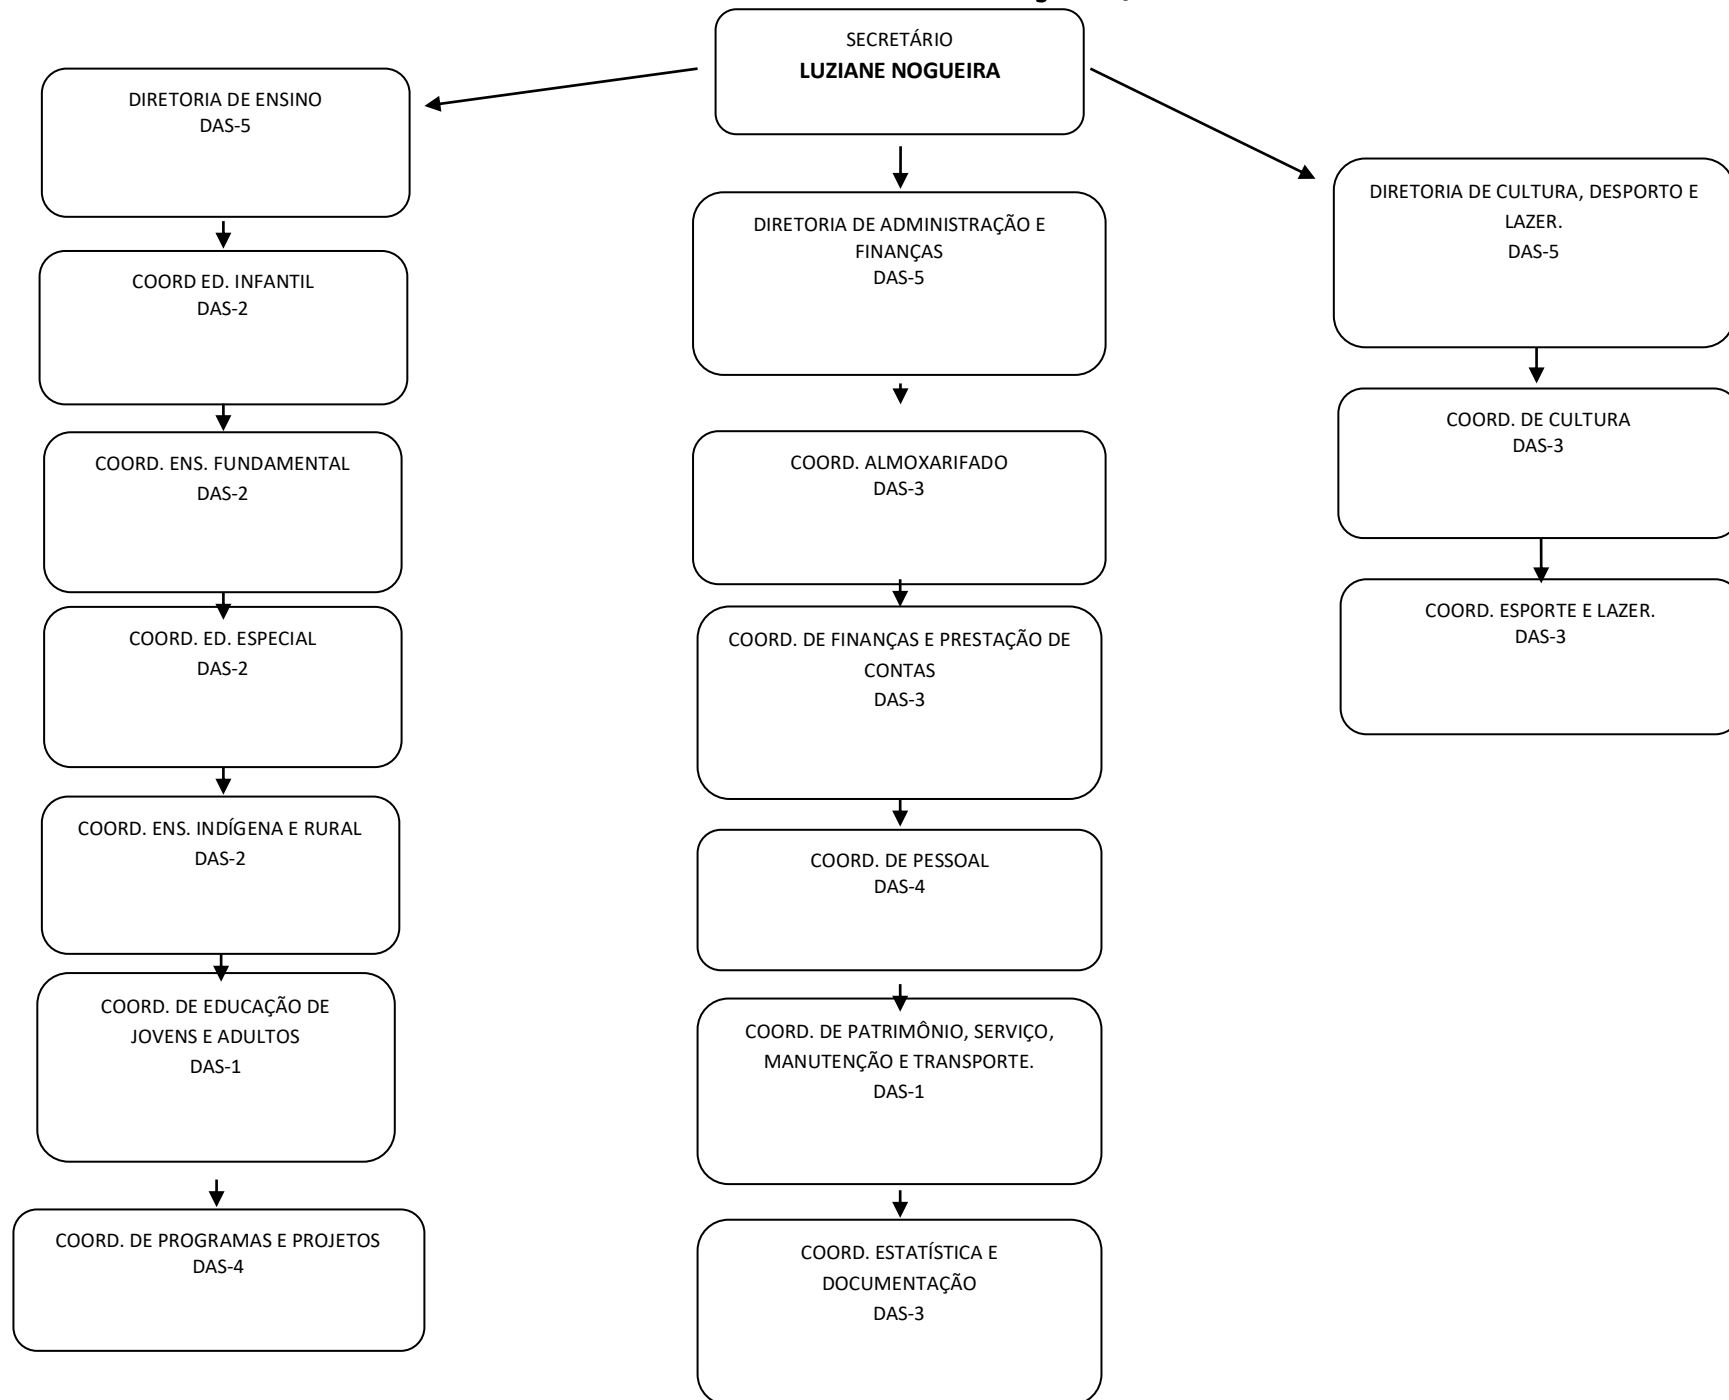 SECRETÁRIO
LUZIANE NOGUEIRA
DIRETORIA DE ENSINO
DAS-5
COORD ED. INFANTIL
DAS-2
COORD. ENS. FUNDAMENTAL
DAS-2
COORD. ED. ESPECIAL
DAS-2
COORD. ENS. INDÍGENA E RURAL
DAS-2
COORD. DE EDUCAÇÃO DE
JOVENS E ADULTOS
DAS-1
COORD. DE PROGRAMAS E PROJETOS
DAS-4
DIRETORIA DE ADMINISTRAÇÃO E
FINANÇAS
DAS-5
COORD. ALMOXARIFADO
DAS-3
COORD. DE FINANÇAS E PRESTAÇÃO DE
CONTAS
DAS-3
COORD. DE PESSOAL
DAS-4
COORD. DE PATRIMÔNIO, SERVIÇO,
MANUTENÇÃO E TRANSPORTE.
DAS-1
COORD. ESTATÍSTICA E
DOCUMENTAÇÃO
DAS-3
DIRETORIA DE CULTURA, DESPORTO E
LAZER.
DAS-5
COORD. DE CULTURA
DAS-3
COORD. ESPORTE E LAZER.
DAS-3